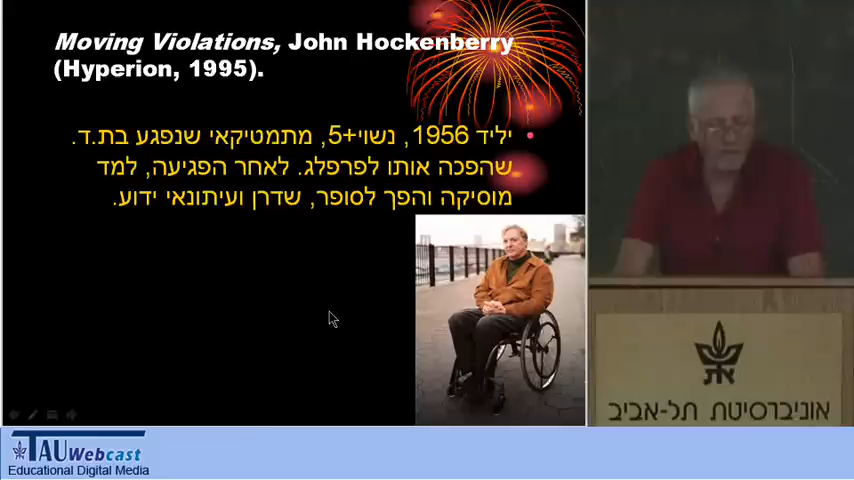 Moving Violations, John Hockenberry
(Hyperion, 1995).
יליד 1956, נשוי+5, מתמטיקאי שנפגע בת.ד.
שהפכה אותו לפרפלג. לאחר הפגיעה, למד
מוסיקה והפך לסופר, שדרן ועיתונאי ידוע.
אוניברסיטת תל-אביב
TAU Webcast
Educational Digital Media